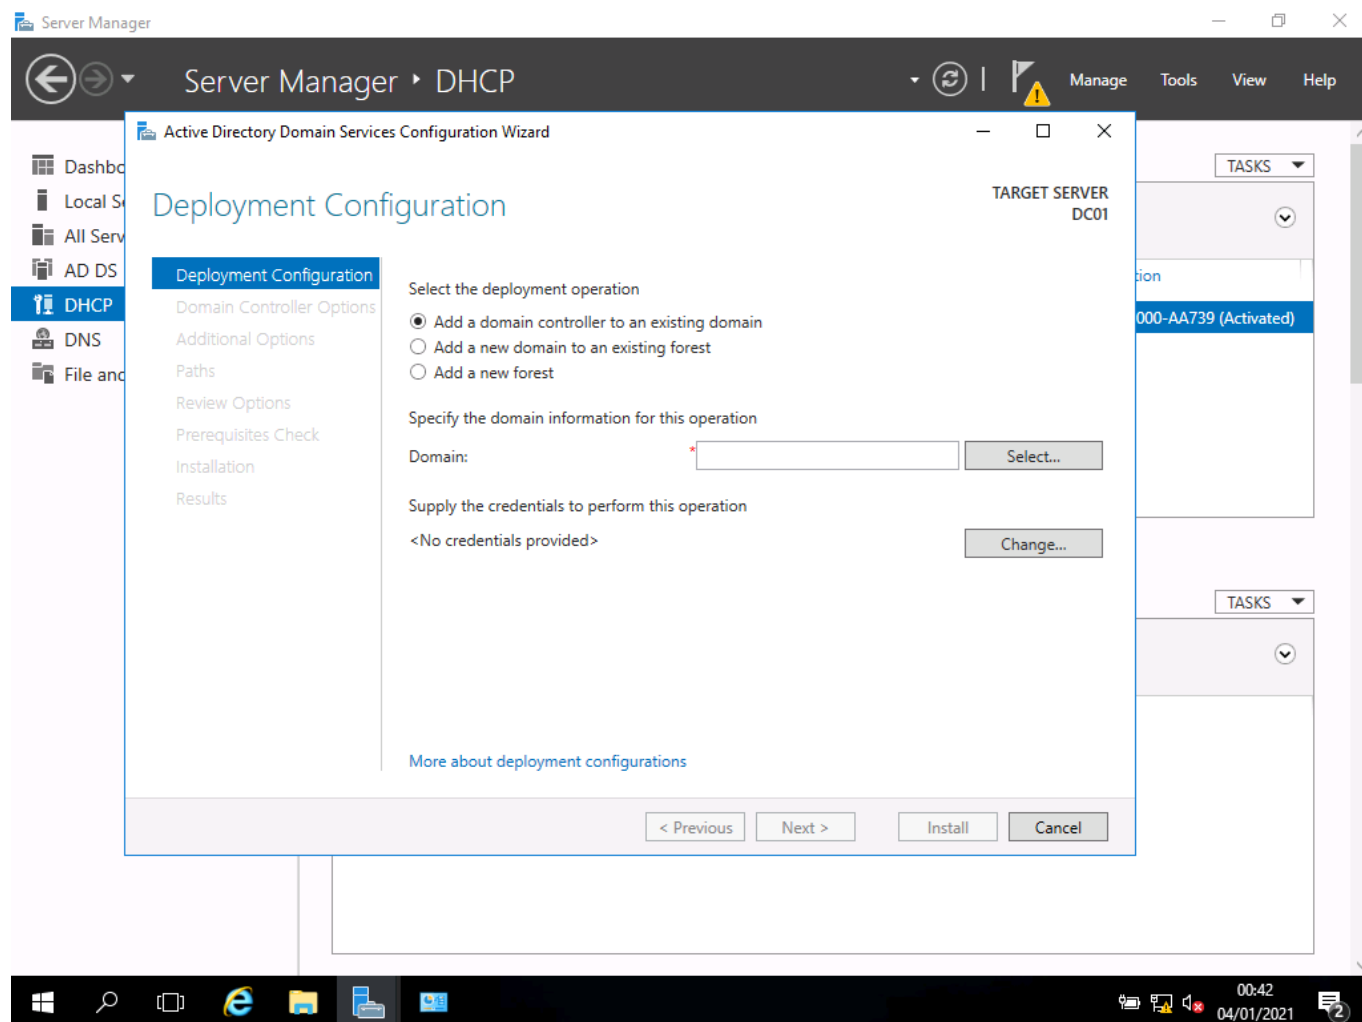 Server Manager
Server Manager ‣ DHCP
Manage Tools View Help
Active Directory Domain Services Configuration Wizard
TASKS
Dashbo
Local Se
All Serv
AD DS
DHCP
DNS
File and
Deployment Configuration
TARGET SERVER
DC01
Deployment Configuration
Domain Controller Options
Additional Options
Paths
Review Options
Prerequisites Check
Installation
Results
Select the deployment operation
Add a domain controller to an existing domain
Add a new domain to an existing forest
Add a new forest
Specify the domain information for this operation
Domain: * Select...
Supply the credentials to perform this operation
<No credentials provided> Change...
More about deployment configurations
< Previous Next > Install Cancel
tion
000-AA739 (Activated)
TASKS
00:42
04/01/2021
2